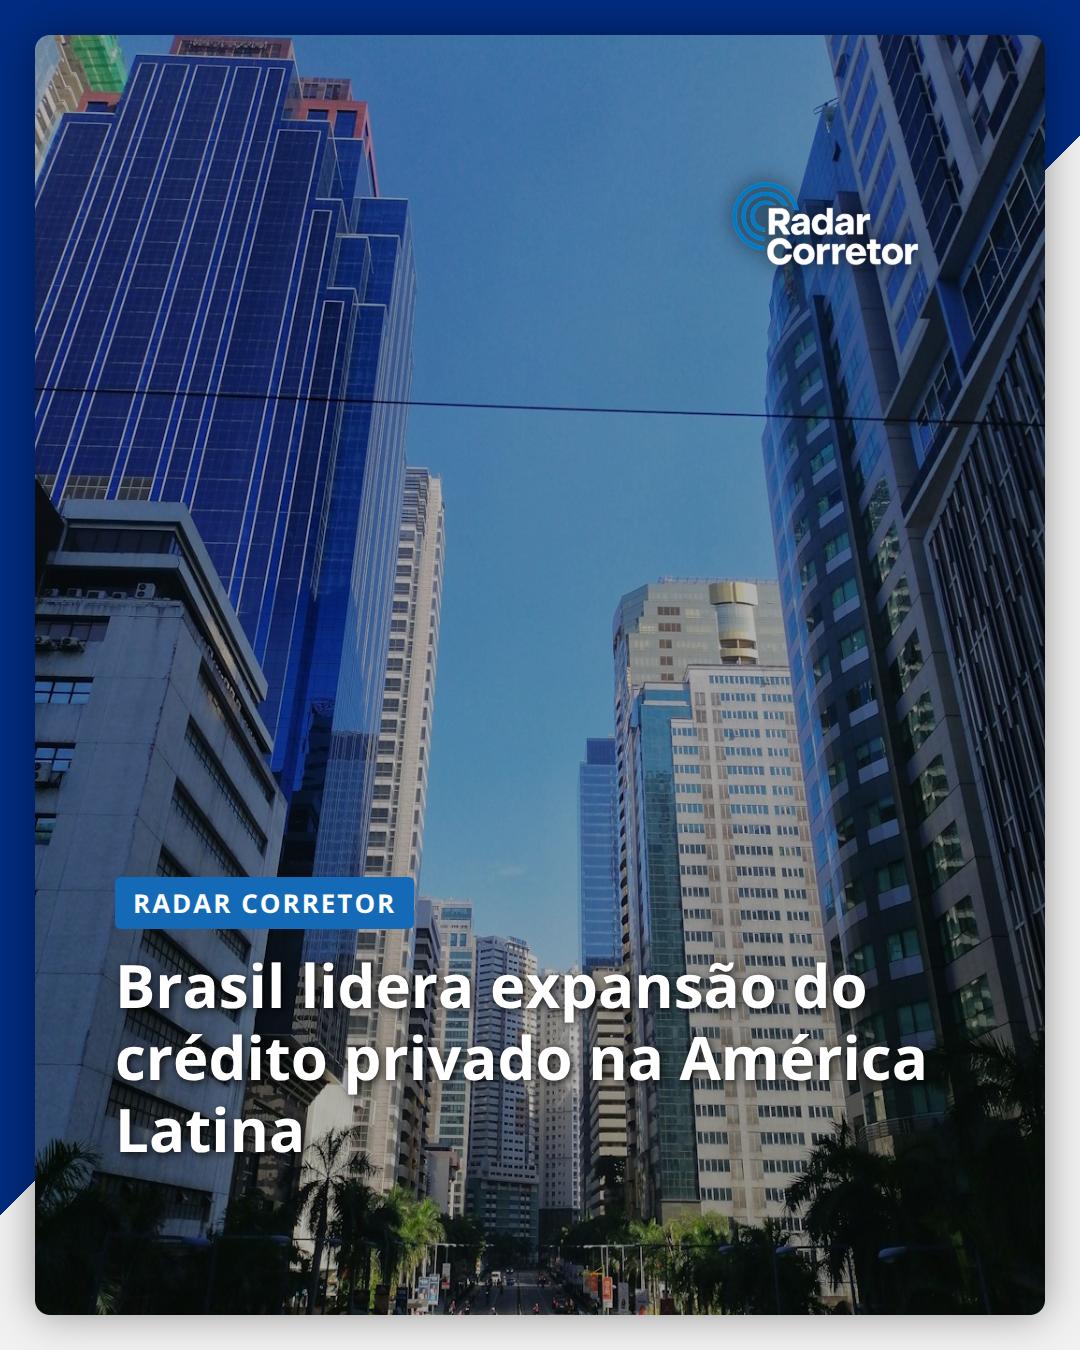 Radar
Corretor
RADAR CORRETOR
Brasil lidera expansão do
crédito privado na América
Latina